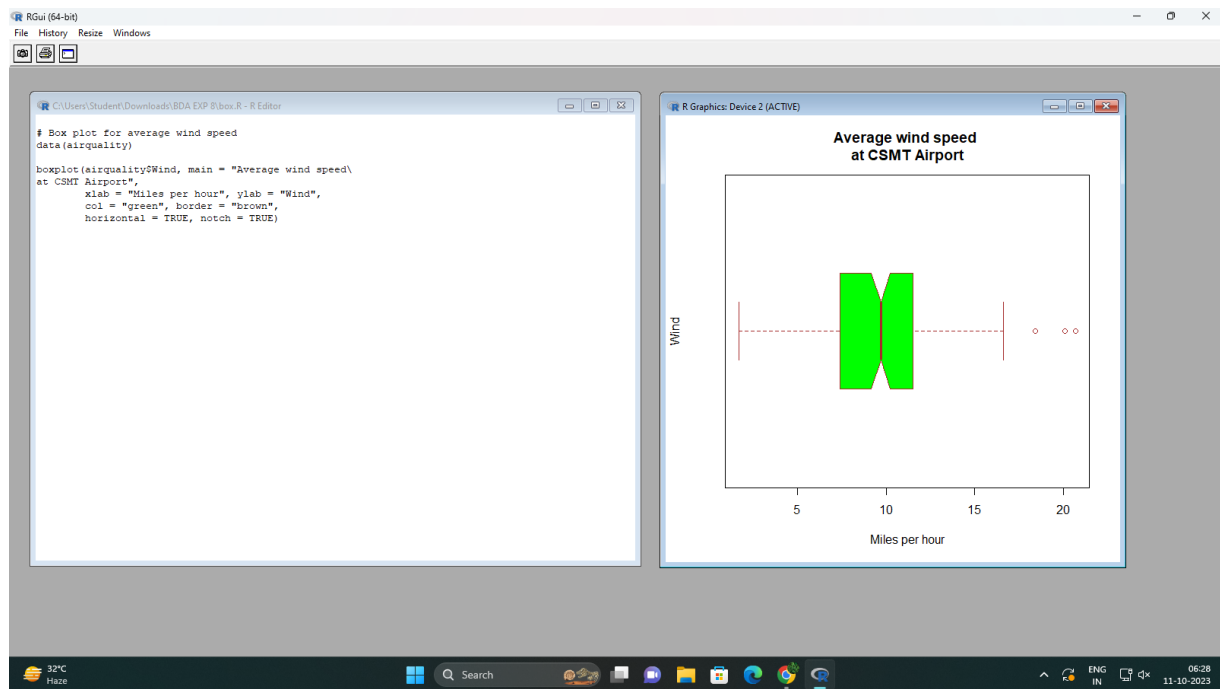 RGui (64-bit)
File History Resize Windows
C:\Users\Student\Downloads\BDA EXP 8\box.R - R Editor
# Box plot for average wind speed
data(airquality)
boxplot(airquality$Wind, main = "Average wind speed\
at CSMT Airport",
xlab = "Miles per hour", ylab = "Wind",
col = "green", border = "brown",
horizontal = TRUE, notch = TRUE)
R Graphics: Device 2 (ACTIVE)
Average wind speed
at CSMT Airport
Wind
5 10 15 20
Miles per hour
32°C
Haze
Search
ENG
IN
06:28
11-10-2023